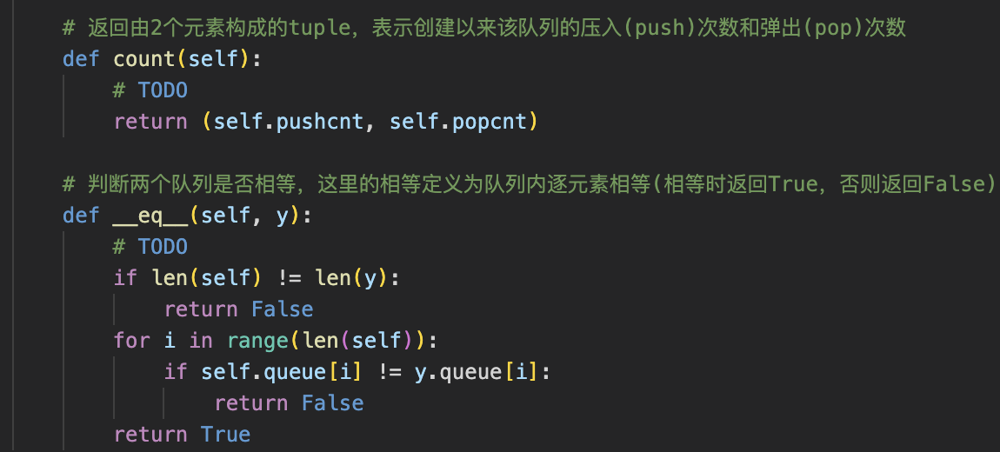 # 返回由2个元素构成的tuple，表示创建以来该队列的压入(push)次数和弹出(pop)次数
def count(self):
    # TODO
    return (self.pushcnt, self.popcnt)

# 判断两个队列是否相等，这里的相等定义为队列内逐元素相等(相等时返回True，否则返回False)
def __eq__(self, y):
    # TODO
    if len(self) != len(y):
        return False
    for i in range(len(self)):
        if self.queue[i] != y.queue[i]:
            return False
    return True